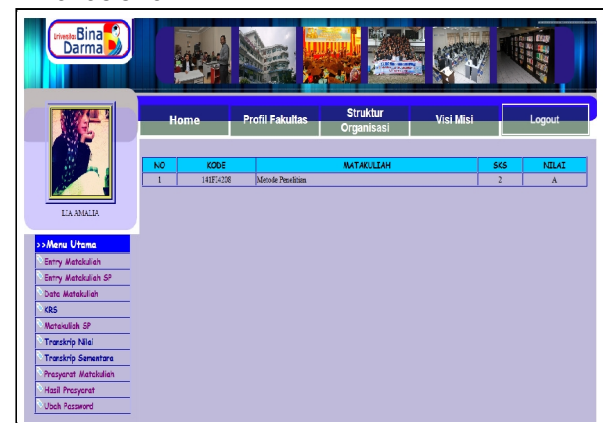 Universitas Bina
Darma
Home Profil Fakultas Struktur Organisasi Visi Misi Logout
NO KODE MATAKULIAH SKS NILAI
1 Metode Penelitian 2 A
LIA AMALIA
>>Menu Utama
Entry Matakuliah
Entry Matakuliah SP
Data Matakuliah
KRS
Matakuliah SP
Transkrip Nilai
Transkrip Sementara
Prasyarat Matakuliah
Hasil Prasyarat
Ubah Password